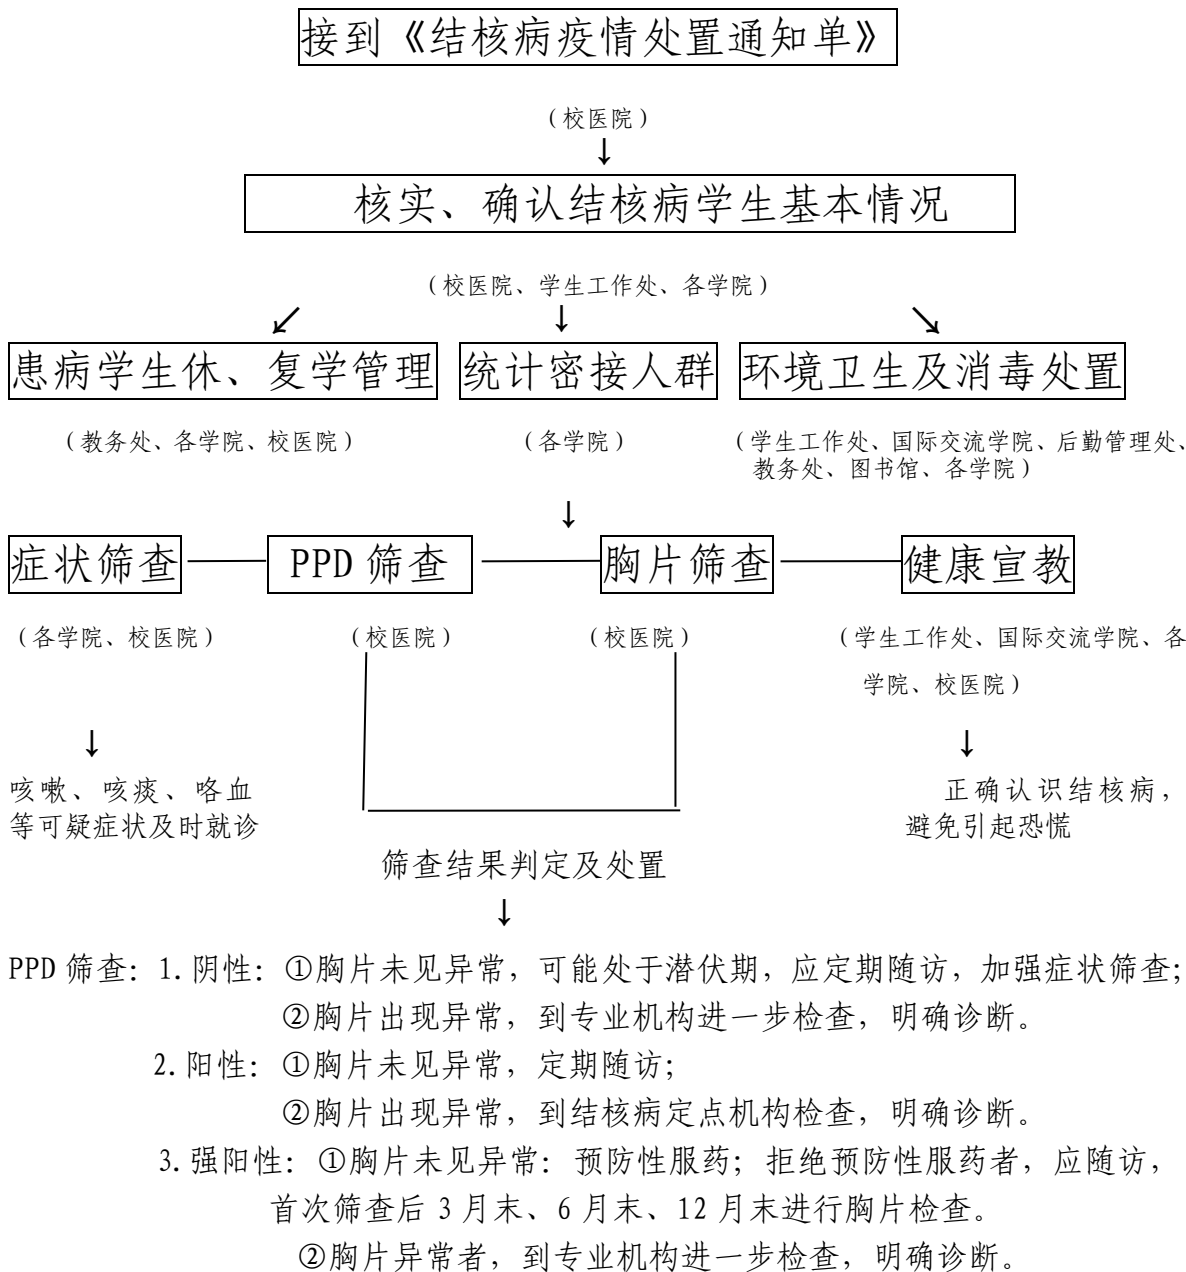 接到《结核病疫情处置通知单》
(校医院)
核实、确认结核病学生基本情况
(校医院、学生工作处、各学院)
患病学生休、复学管理 统计密接人群 环境卫生及消毒处置
(教务处、各学院、校医院) (各学院) (学生工作处、国际交流学院、后勤管理处、
教务处、图书馆、各学院)
症状筛查 PPD 筛查 胸片筛查 健康宣教
(各学院、校医院) (校医院) (校医院) (学生工作处、国际交流学院、各
学院、校医院)
咳嗽、咳痰、咯血 正确认识结核病，
等可疑症状及时就诊 避免引起恐慌
筛查结果判定及处置
PPD 筛查：1.阴性：①胸片未见异常，可能处于潜伏期，应定期随访，加强症状筛查；
②胸片出现异常，到专业机构进一步检查，明确诊断。
2.阳性：①胸片未见异常，定期随访；
②胸片出现异常，到结核病定点机构检查，明确诊断。
3.强阳性：①胸片未见异常：预防性服药；拒绝预防性服药者，应随访，
首次筛查后 3 月末、6 月末、12 月末进行胸片检查。
②胸片异常者，到专业机构进一步检查，明确诊断。